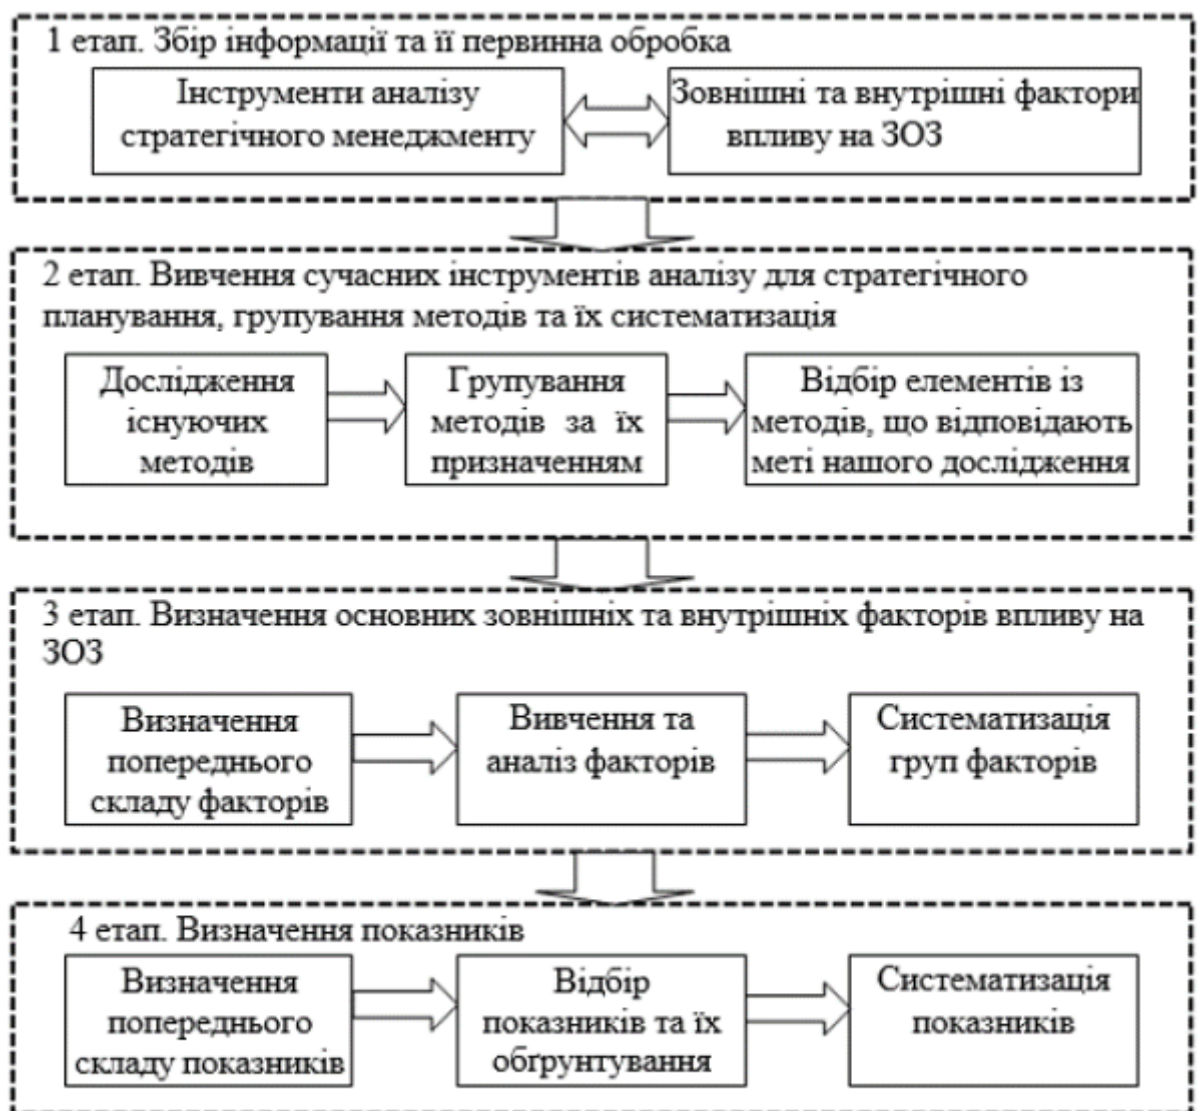 1 етап. Збір інформації та її первинна обробка
Інструменти аналізу
стратегічного менеджменту
Зовнішні та внутрішні фактори
впливу на ЗОЗ
2 етап. Вивчення сучасних інструментів аналізу для стратегічного
планування, групування методів та їх систематизація
Дослідження
існуючих
методів
Групування
методів за їх
призначенням
Відбір елементів із
методів, що відповідають
меті нашого дослідження
3 етап. Визначення основних зовнішніх та внутрішніх факторів впливу на
ЗОЗ
Визначення
попереднього
складу факторів
Вивчення та
аналіз факторів
Систематизація
груп факторів
4 етап. Визначення показників
Визначення
попереднього
складу показників
Відбір
показників та їх
обґрунтування
Систематизація
показників